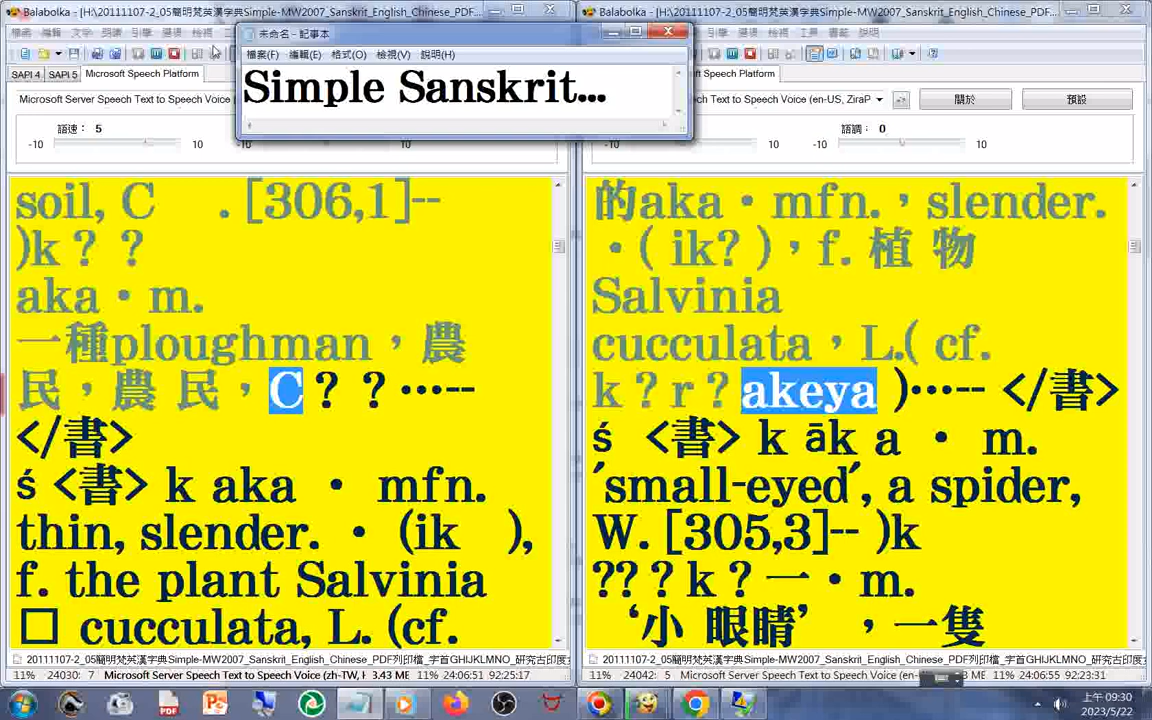 Balabolka - [H:\20111107-2_05簡明梵英漢字典Simple-MW2007_Sanskrit_English_Chinese_PDF...
Balabolka - [H:\20111107-2_05簡明梵英漢字典Simple-MW2007_Sanskrit_English_Chinese_PDF...
未命名 - 記事本
檔案(F) 編輯(E) 格式(O) 檢視(V) 說明(H)
Simple Sanskrit...
SAPI 4 SAPI 5 Microsoft Speech Platform
t Speech Platform
Microsoft Server Speech Text to Speech Voice
ch Text to Speech Voice (en-US, ZiraP
關於
預設
語速： 5
語調： 0
-10 10 10
-10 -10 10
soil, C . [306,1]--
)k ? ?
aka・m.
一種ploughman，農
民，農 民，C ? ? …--
</書>
ś <書> k aka ・ mfn.
thin, slender. ・ (ik ),
f. the plant Salvinia
□ cucculata, L. (cf.
的aka・mfn.，slender.
・( ik? )，f. 植 物
Salvinia
cucculata，L.( cf.
k ? r ? akeya )…-- </書>
ś <書> k āk a ・ m.
'small-eyed', a spider,
W. [305,3]-- )k
?? ? k ? 一・m.
‘小 眼睛’，一隻
20111107-2_05簡明梵英漢字典Simple-MW2007_Sanskrit_English_Chinese_PDF列印檔_字首GHIJKLMNO_研究古印度
20111107-2_05簡明梵英漢字典Simple-MW2007_Sanskrit_English_Chinese_PDF列印檔_字首GHIJKLMNO_研究古印度
11% 24030: 7 Microsoft Server Speech Text to Speech Voice (zh-TW, 3.43 ME 11% 24:06:51 92:25:17
11% 24042: 5 Microsoft Server Speech Text to Speech Voice 11% 24:06:55 92:23:31
上午 09:30
2023/5/22